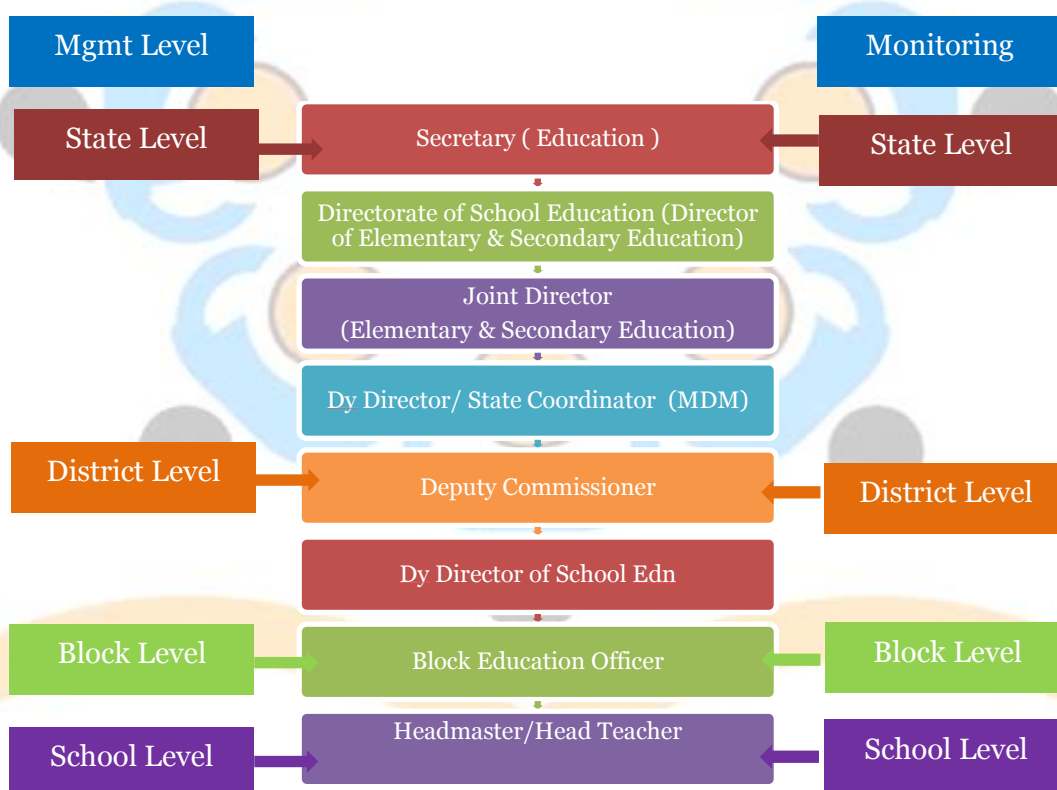 Mgmt Level
Monitoring
State Level
Secretary ( Education )
State Level
Directorate of School Education (Director
of Elementary & Secondary Education)
Joint Director
(Elementary & Secondary Education)
Dy Director/ State Coordinator (MDM)
District Level
Deputy Commissioner
District Level
Dy Director of School Edn
Block Level
Block Education Officer
Block Level
Headmaster/Head Teacher
School Level
School Level